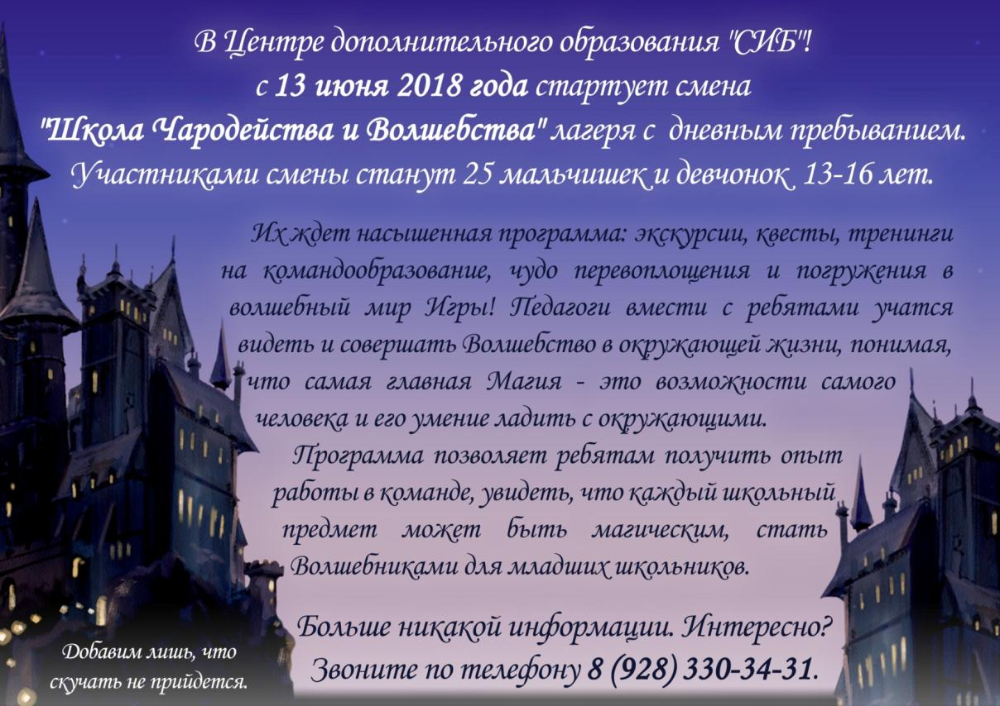 В Центре дополнительного образования "СИБ"!
с 13 июня 2018 года стартует смена
"Школа Чародейства и Волшебства" лагеря с дневным пребыванием.
Участниками смены станут 25 мальчишек и девчонок 13-16 лет.
Их ждет насышенная программа: экскурсии, квесты, тренинги
на командообразование, чудо перевоплощения и погружения в
волшебный мир Игры! Педагоги вмести с ребятами учатся
видеть и совершать Волшебство в окружающей жизни, понимая,
что самая главная Магия - это возможности самого
человека и его умение ладить с окружающими.
Программа позволяет ребятам получить опыт
работы в команде, увидеть, что каждый школьный
предмет может быть магическим, стать
Волшебниками для младших школьников.
Больше никакой информации. Интересно?
Звоните по телефону 8 (928) 330-34-31.
Добавим лишь, что
скучать не прийдется.